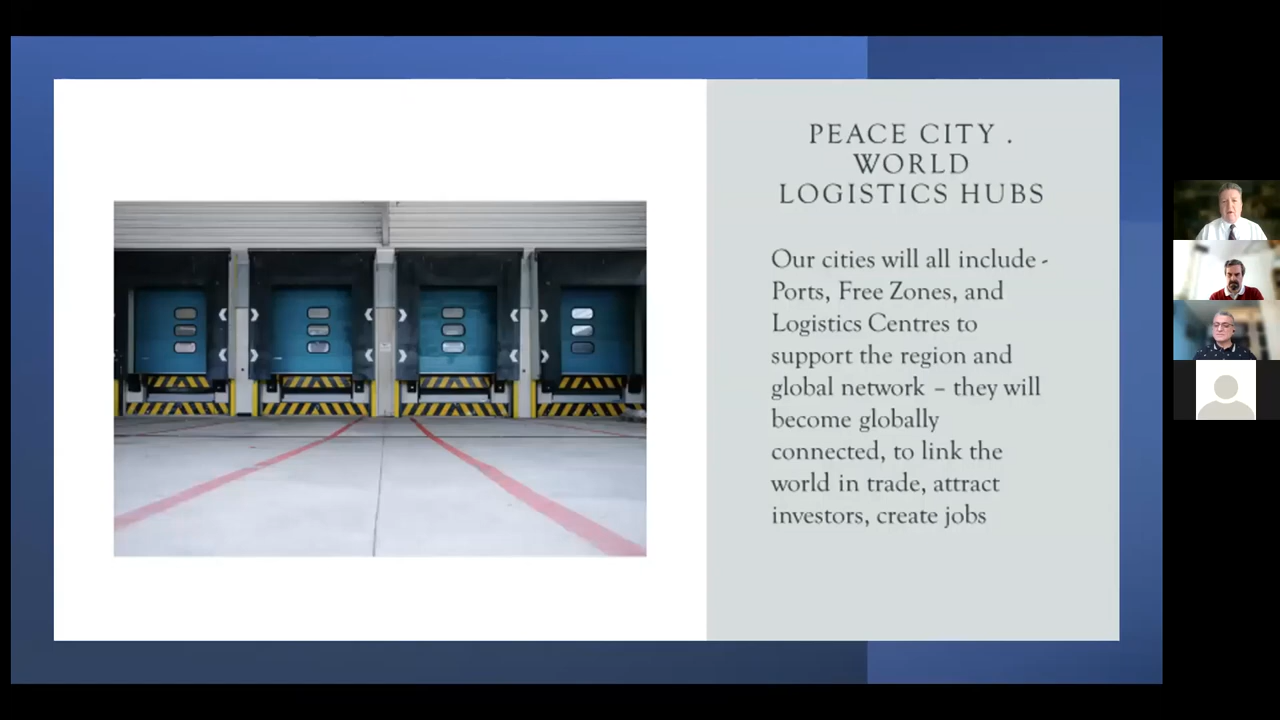 PEACE CITY .
WORLD
LOGISTICS HUBS
Our cities will all include -
Ports, Free Zones, and
Logistics Centres to
support the region and
global network – they will
become globally
connected, to link the
world in trade, attract
investors, create jobs